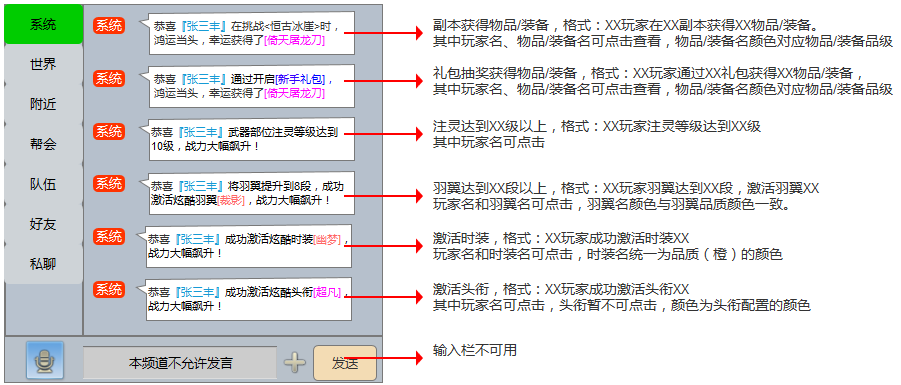 系统
世界
附近
帮会
队伍
好友
私聊
系统
恭喜『张三丰』在挑战<恒古冰崖>时，
鸿运当头，幸运获得了[倚天屠龙刀]
副本获得物品/装备，格式：XX玩家在XX副本获得XX物品/装备。
其中玩家名、物品/装备名可点击查看，物品/装备名颜色对应物品/装备品级
系统
恭喜『张三丰』通过开启[新手礼包]，
鸿运当头，幸运获得了[倚天屠龙刀]
礼包抽奖获得物品/装备，格式：XX玩家通过XX礼包获得XX物品/装备，
其中玩家名、物品/装备名可点击查看，物品/装备名颜色对应物品/装备品级
系统
恭喜『张三丰』武器部位注灵等级达到
10级，战力大幅飙升！
注灵达到XX级以上，格式：XX玩家注灵等级达到XX级
其中玩家名可点击
系统
恭喜『张三丰』将羽翼提升到8段，成功
激活炫酷羽翼[裁影]，战力大幅飙升！
羽翼达到XX段以上，格式：XX玩家羽翼达到XX段，激活羽翼XX
玩家名和羽翼名可点击，羽翼名颜色与羽翼品质颜色一致。
系统
恭喜『张三丰』成功激活炫酷时装[幽梦]，
战力大幅飙升！
激活时装，格式：XX玩家成功激活时装XX
玩家名和时装名可点击，时装名统一为品质（橙）的颜色
系统
恭喜『张三丰』成功激活炫酷头衔[超凡]，
战力大幅飙升！
激活头衔，格式：XX玩家成功激活头衔XX
其中玩家名可点击，头衔暂不可点击，颜色为头衔配置的颜色
本频道不允许发言
发送
输入栏不可用